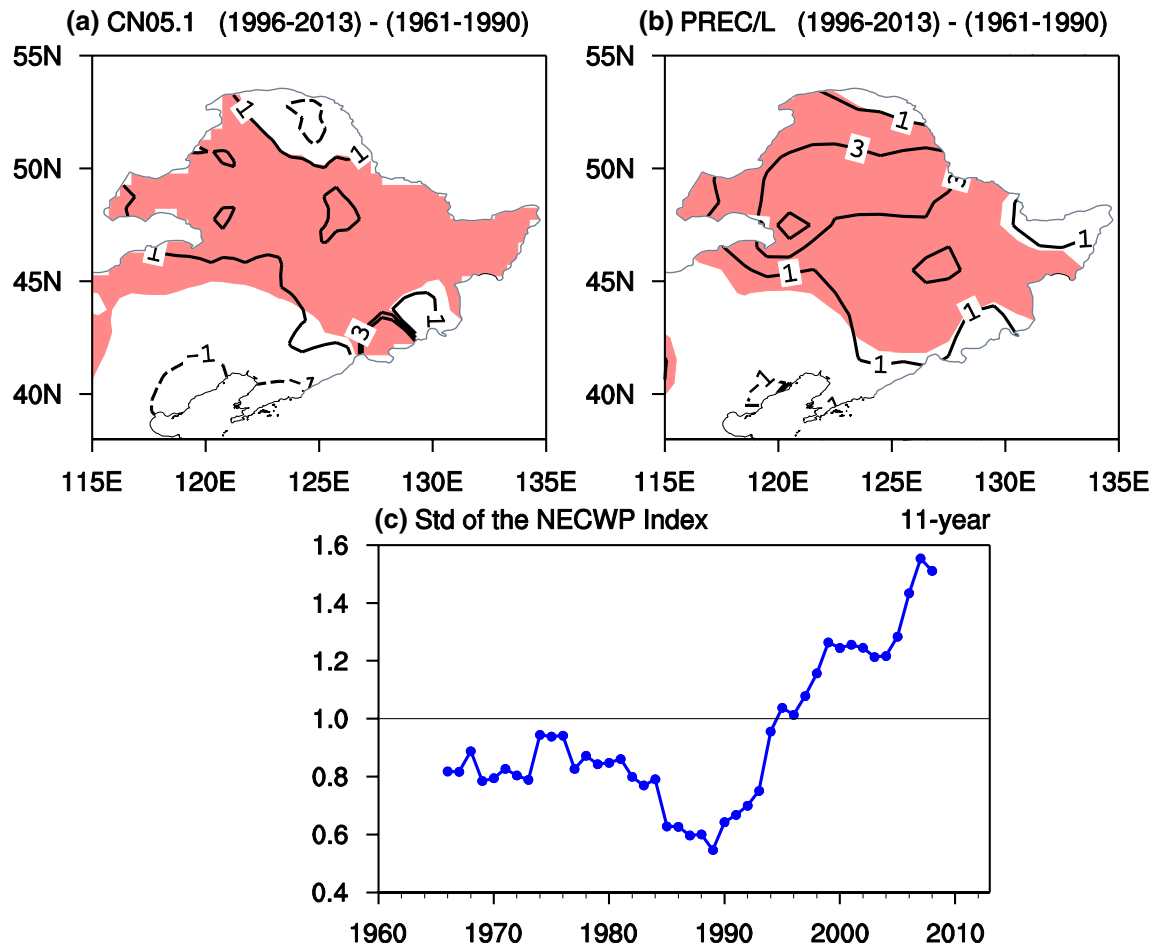 (a) CN05.1 (1996-2013) - (1961-1990)
(b) PREC/L (1996-2013) - (1961-1990)
55N
50N
45N
40N
115E 120E 125E 130E 135E
1
1
1
3
1
-1
55N
50N
45N
40N
115E 120E 125E 130E 135E
1
3
3
1
1
1
1
-1
(c) Std of the NECWP Index 11-year
1.6
1.4
1.2
1.0
0.8
0.6
0.4
1960 1970 1980 1990 2000 2010